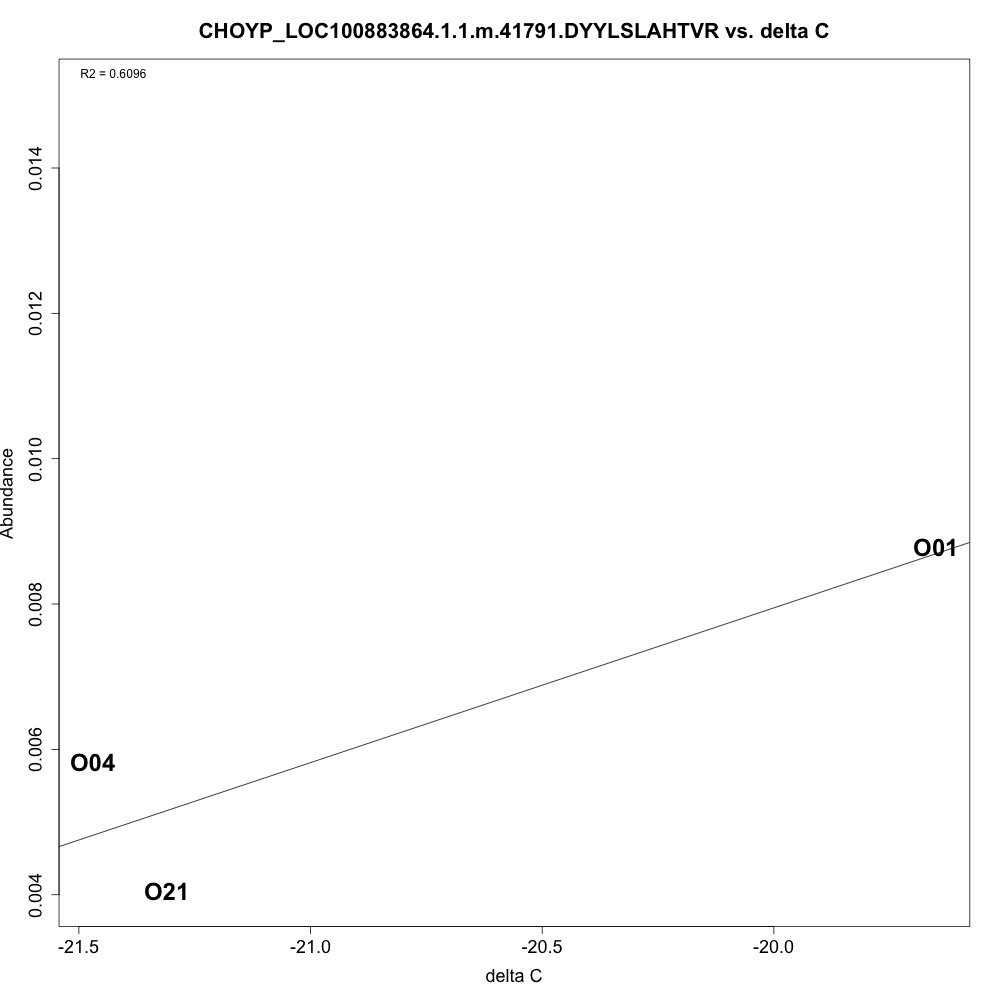 CHOYP_LOC100883864.1.1.m.41791.DYYLSLAHTVR vs. delta C
R2 = 0.6096
0.014
0.012
0.010
Abundance
0.008
0.006
0.004
O01
O04
O21
-21.5 -21.0 -20.5 -20.0
delta C